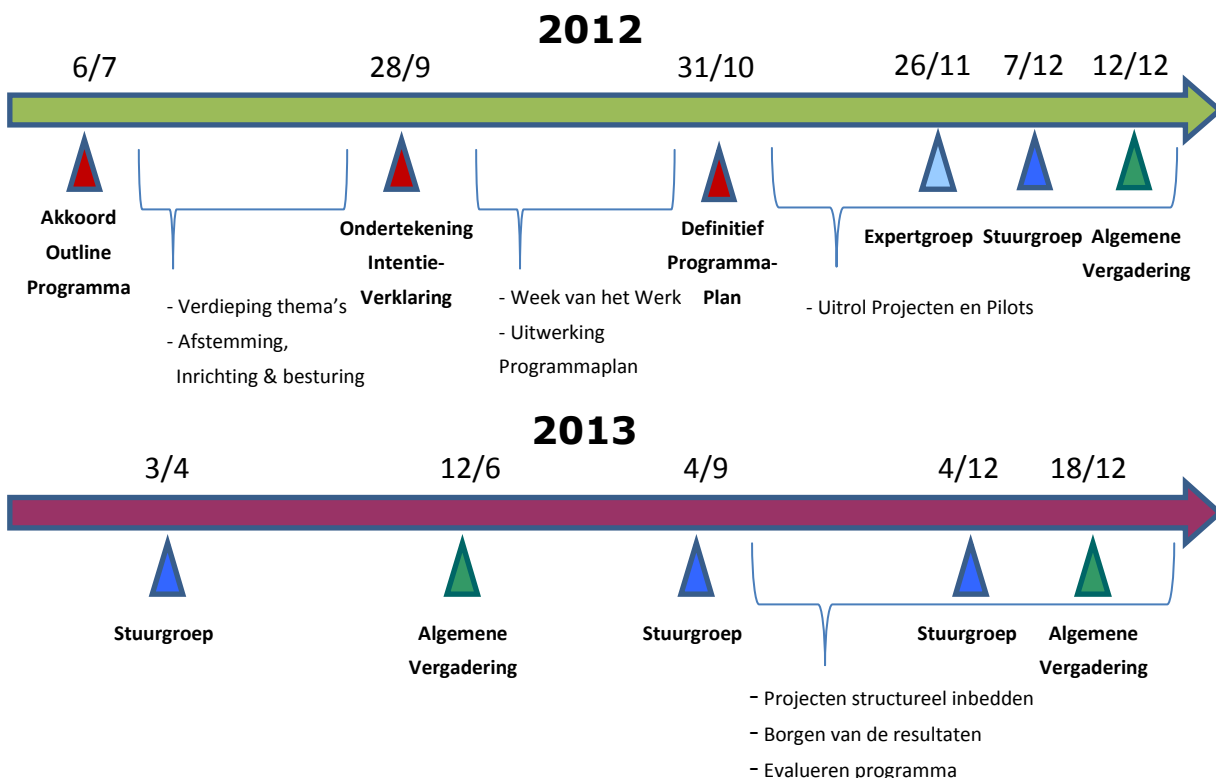 2012
6/7
28/9
31/10
26/11
7/12
12/12
Akkoord
Outline
Programma
- Verdieping thema's
- Afstemming,
Inrichting & besturing
Ondertekening
Intentie-
Verklaring
- Week van het Werk
- Uitwerking
Programmaplan
Definitief
Programma-
Plan
Expertgroep
Stuurgroep
Algemene
Vergadering
- Uitrol Projecten en Pilots
2013
3/4
12/6
4/9
4/12
18/12
Stuurgroep
Algemene
Vergadering
Stuurgroep
Stuurgroep
Algemene
Vergadering
- Projecten structureel inbedden
- Borgen van de resultaten
- Evalueren programma